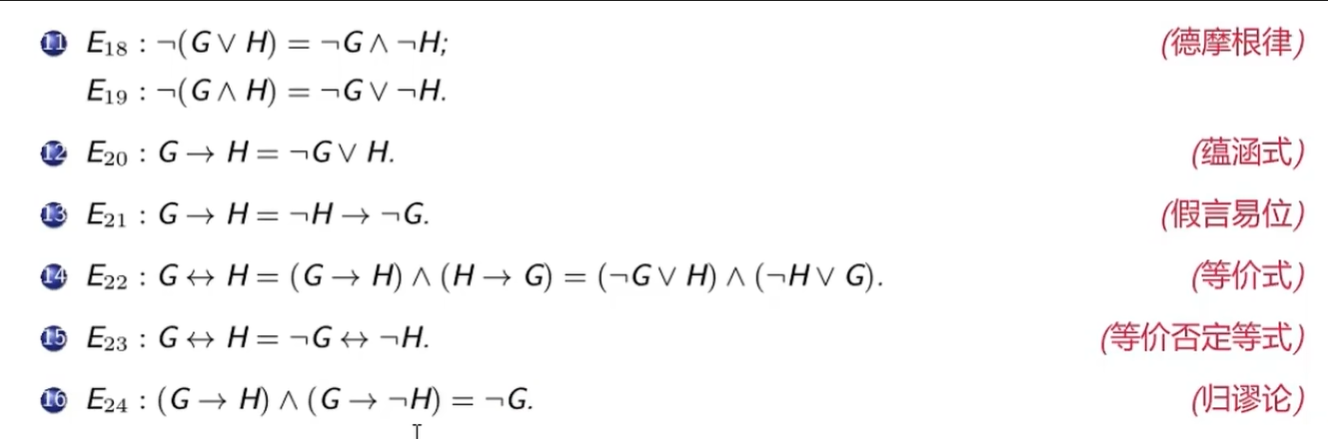 11 E₁₈ : ¬(G ∨ H) = ¬G ∧ ¬H; (德摩根律)
E₁₉ : ¬(G ∧ H) = ¬G ∨ ¬H.
12 E₂₀ : G → H = ¬G ∨ H. (蕴涵式)
13 E₂₁ : G → H = ¬H → ¬G. (假言易位)
14 E₂₂ : G ↔ H = (G → H) ∧ (H → G) = (¬G ∨ H) ∧ (¬H ∨ G). (等价式)
15 E₂₃ : G ↔ H = ¬G ↔ ¬H. (等价否定等式)
16 E₂₄ : (G → H) ∧ (G → ¬H) = ¬G. (归谬论)